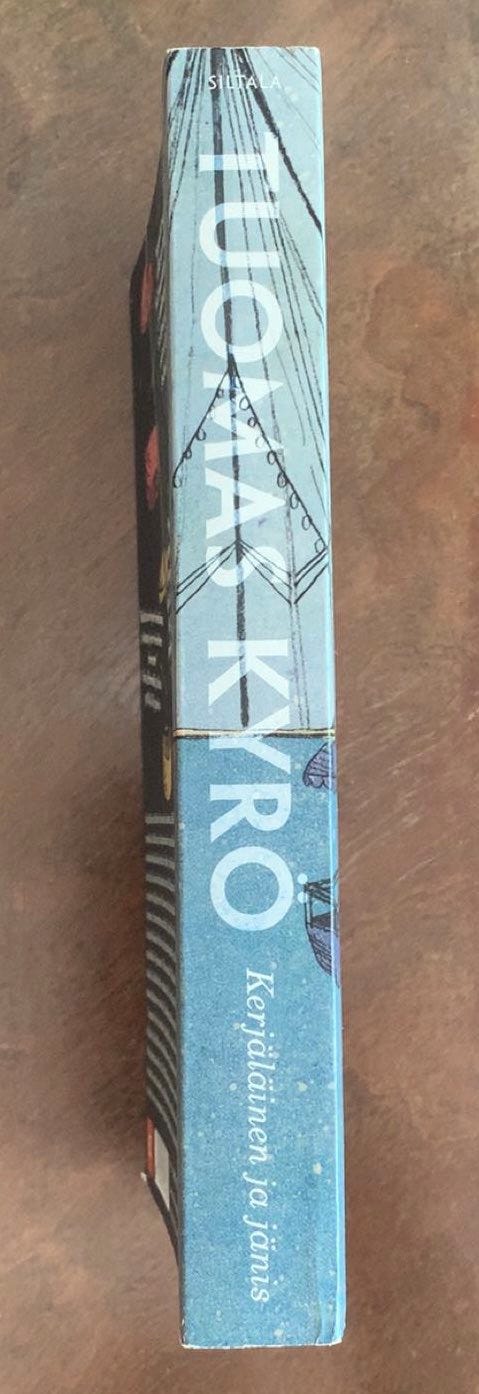 SILTALA
TUOMAS KYRÖ
Kerjäläinen ja jänis